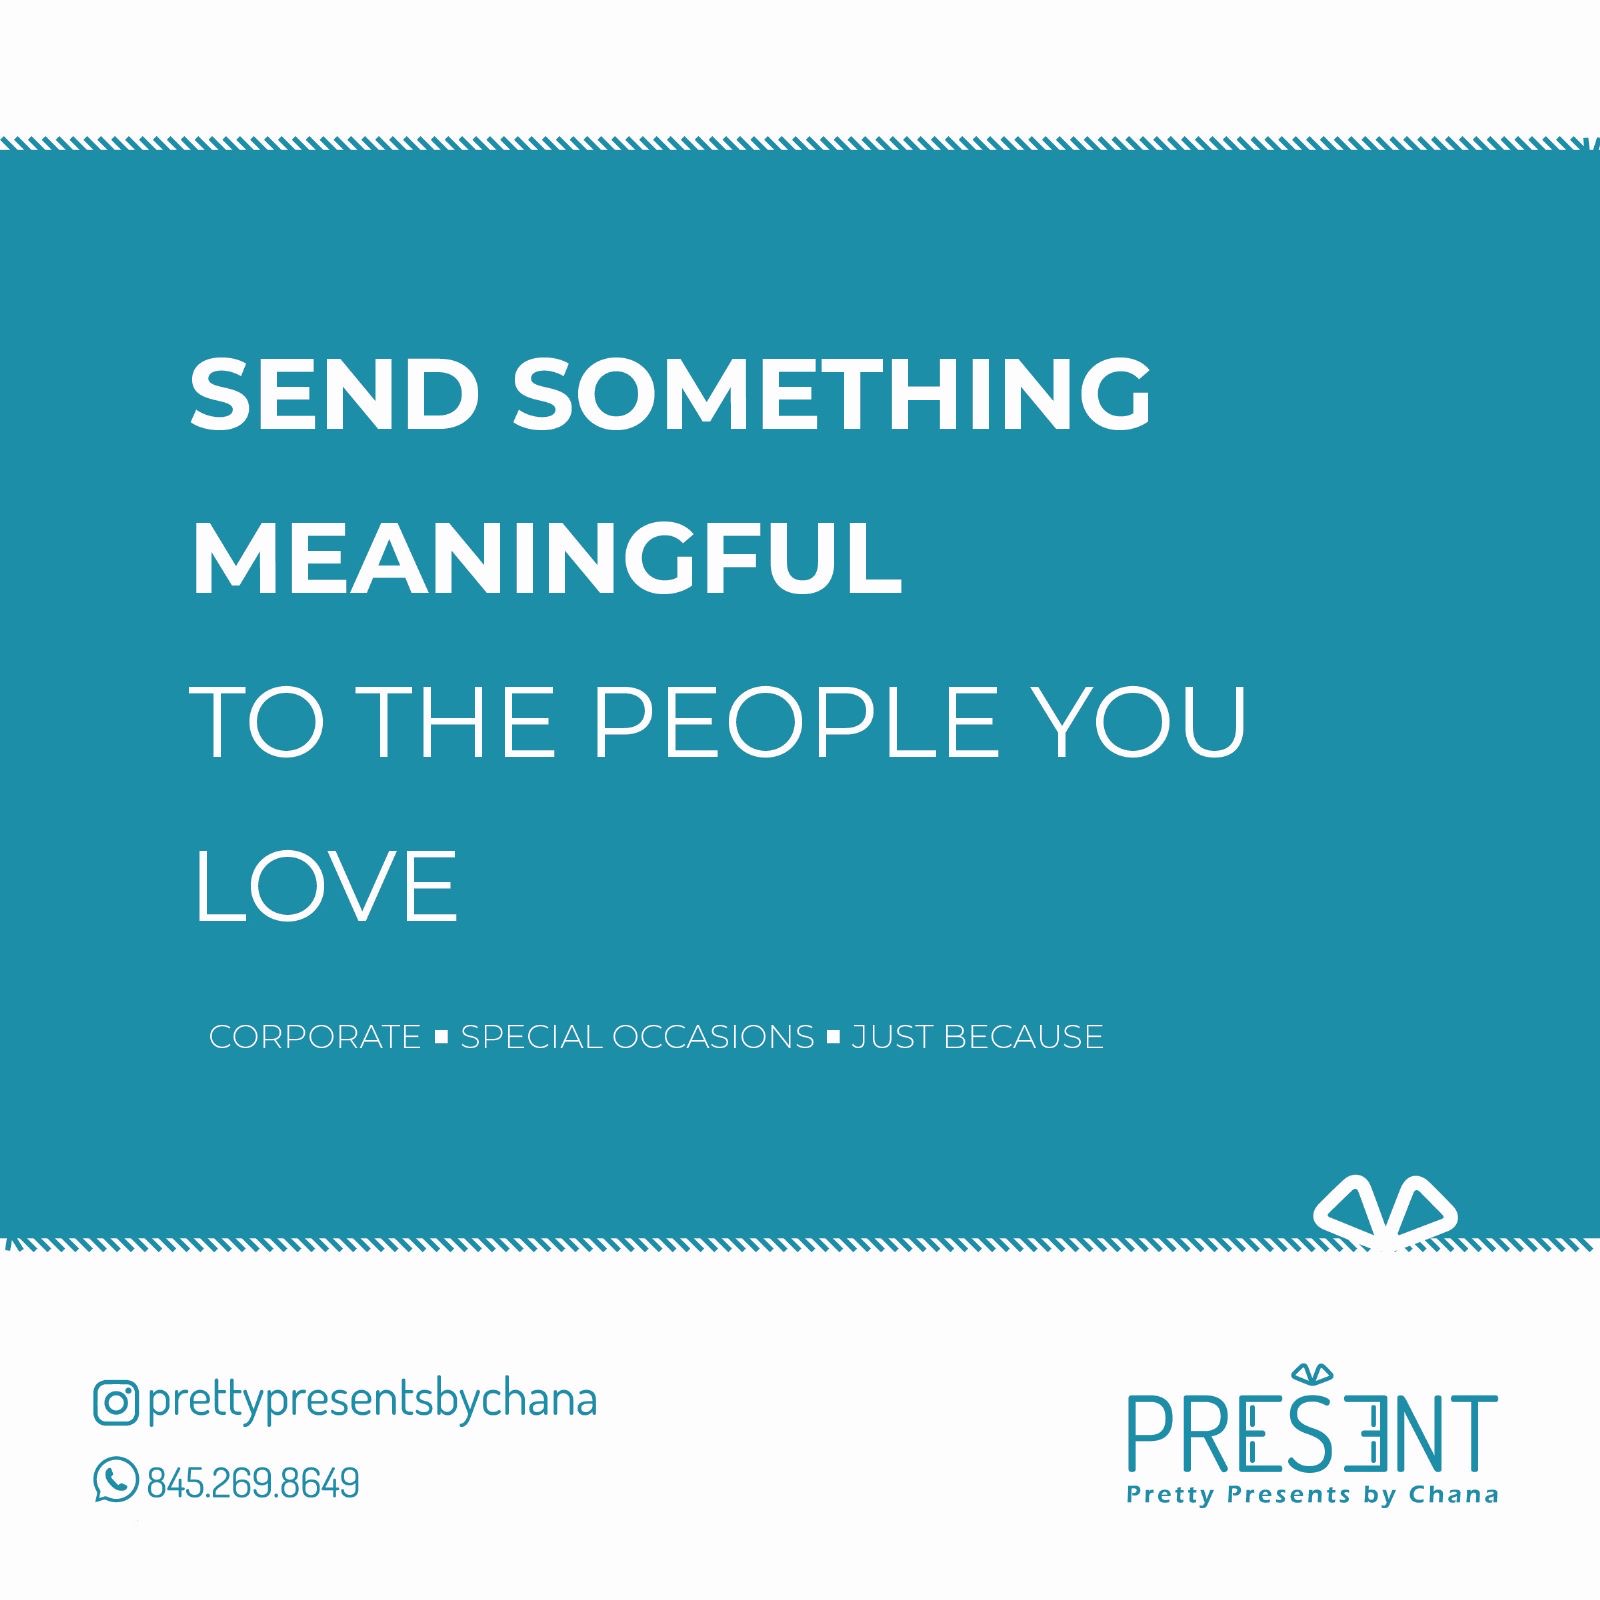 SEND SOMETHING
MEANINGFUL
TO THE PEOPLE YOU
LOVE
CORPORATE ▪ SPECIAL OCCASIONS ▪ JUST BECAUSE
prettypresentsbychana
845.269.8649
PRESENT
Pretty Presents by Chana